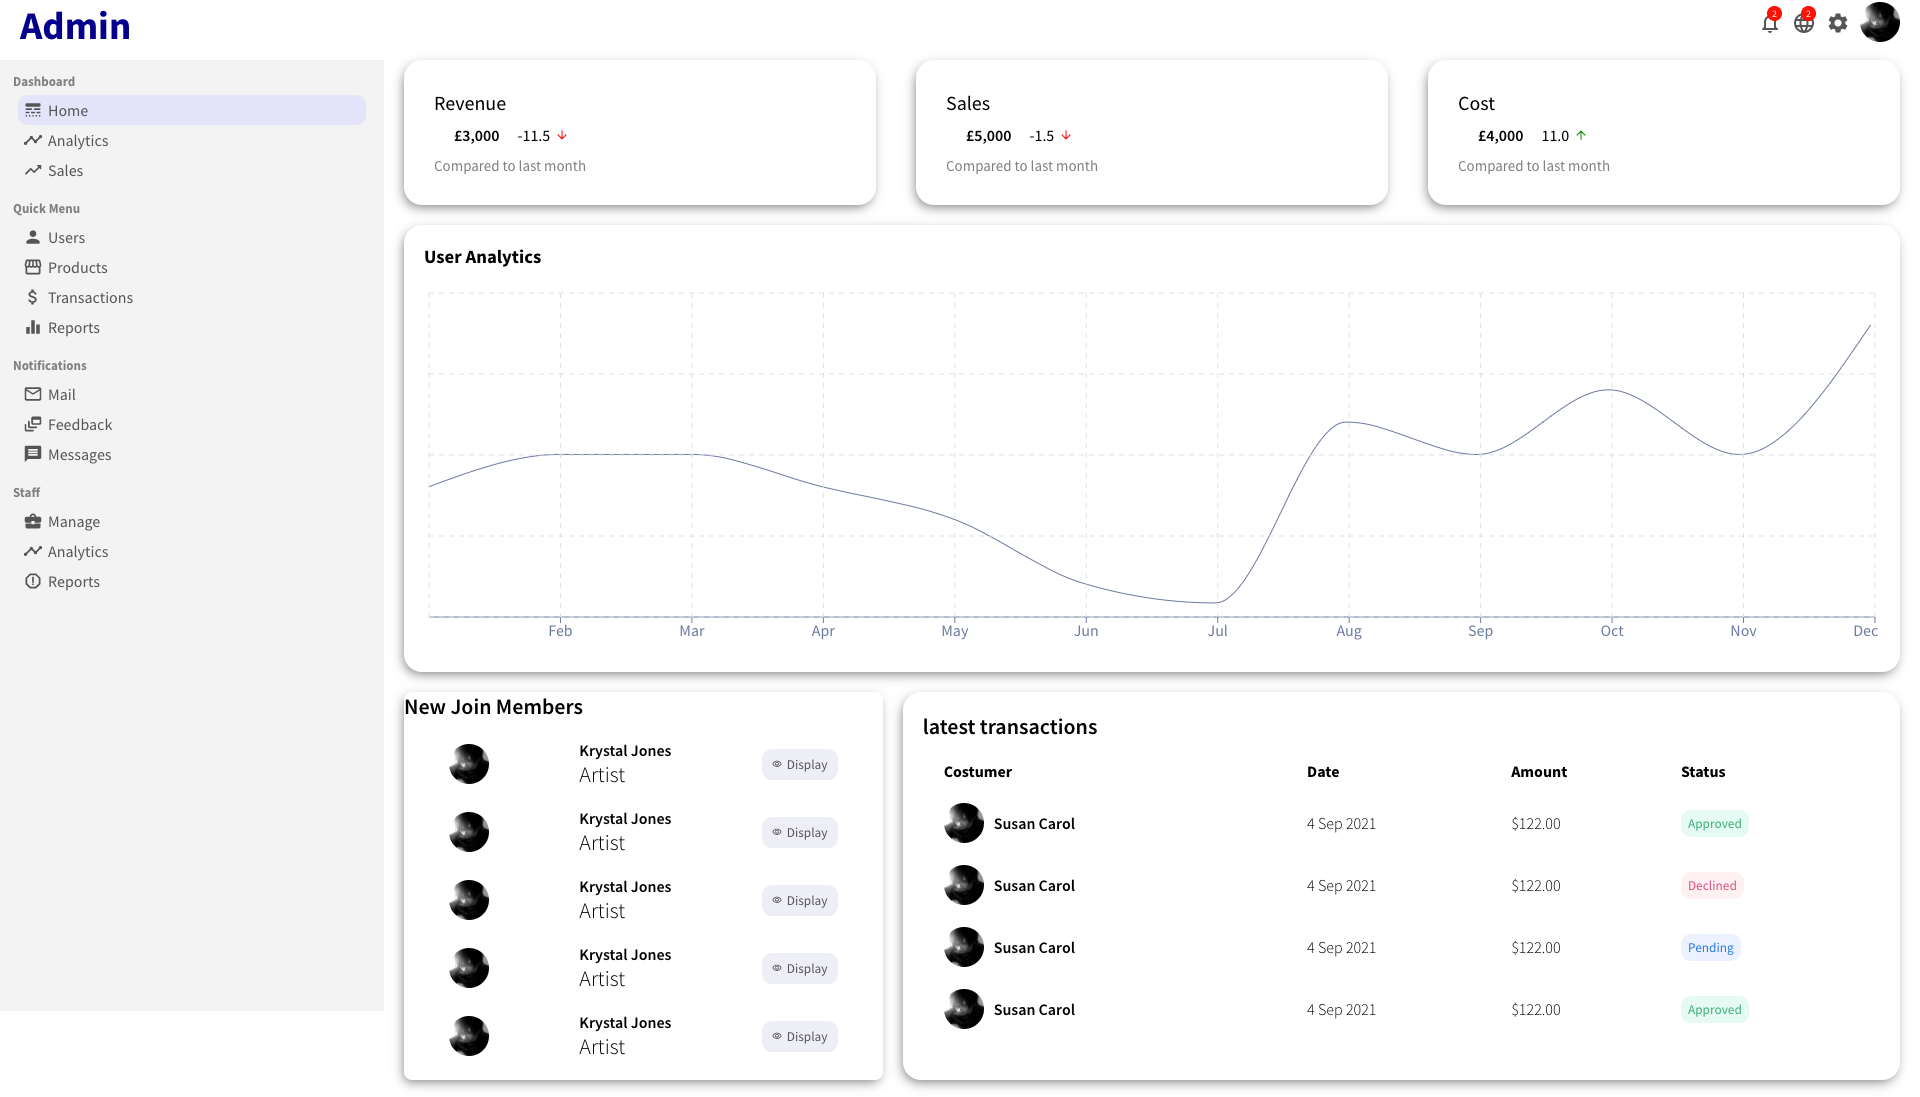 Admin
2
2
Dashboard
Home
Analytics
Sales
Quick Menu
Users
Products
Transactions
Reports
Notifications
Mail
Feedback
Messages
Staff
Manage
Analytics
Reports
Revenue
£3,000 -11.5
Compared to last month
Sales
£5,000 -1.5
Compared to last month
Cost
£4,000 11.0
Compared to last month
User Analytics
Feb Mar Apr May Jun Jul Aug Sep Oct Nov Dec
New Join Members
Krystal Jones
Artist
Display
Krystal Jones
Artist
Display
Krystal Jones
Artist
Display
Krystal Jones
Artist
Display
Krystal Jones
Artist
Display
latest transactions
Costumer Date Amount Status
Susan Carol 4 Sep 2021 $122.00 Approved
Susan Carol 4 Sep 2021 $122.00 Declined
Susan Carol 4 Sep 2021 $122.00 Pending
Susan Carol 4 Sep 2021 $122.00 Approved